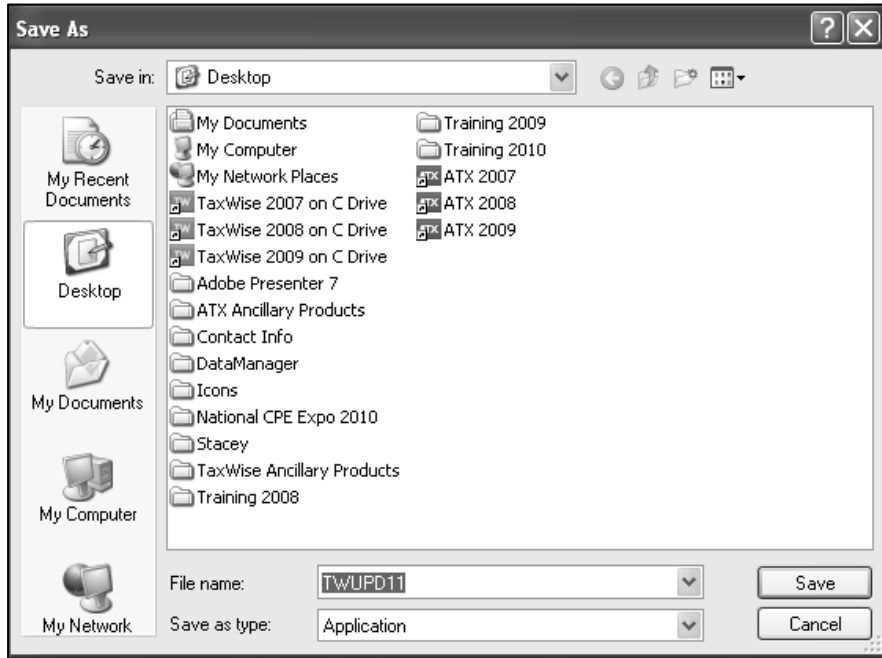 Save As
Save in:
Desktop
My Recent
Documents
Desktop
My Documents
My Computer
My Network
My Documents
My Computer
My Network Places
TaxWise 2007 on C Drive
TaxWise 2008 on C Drive
TaxWise 2009 on C Drive
Adobe Presenter 7
ATX Ancillary Products
Contact Info
DataManager
Icons
National CPE Expo 2010
Stacey
TaxWise Ancillary Products
Training 2008
Training 2009
Training 2010
ATX 2007
ATX 2008
ATX 2009
File name:
TWUPD11
Save
Save as type:
Application
Cancel